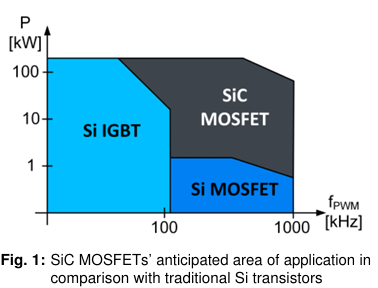 P
[kW]
100
10
1
Si IGBT
SiC
MOSFET
Si MOSFET
100
1000
fPWM
[kHz]
Fig. 1: SiC MOSFETs' anticipated area of application in
comparison with traditional Si transistors